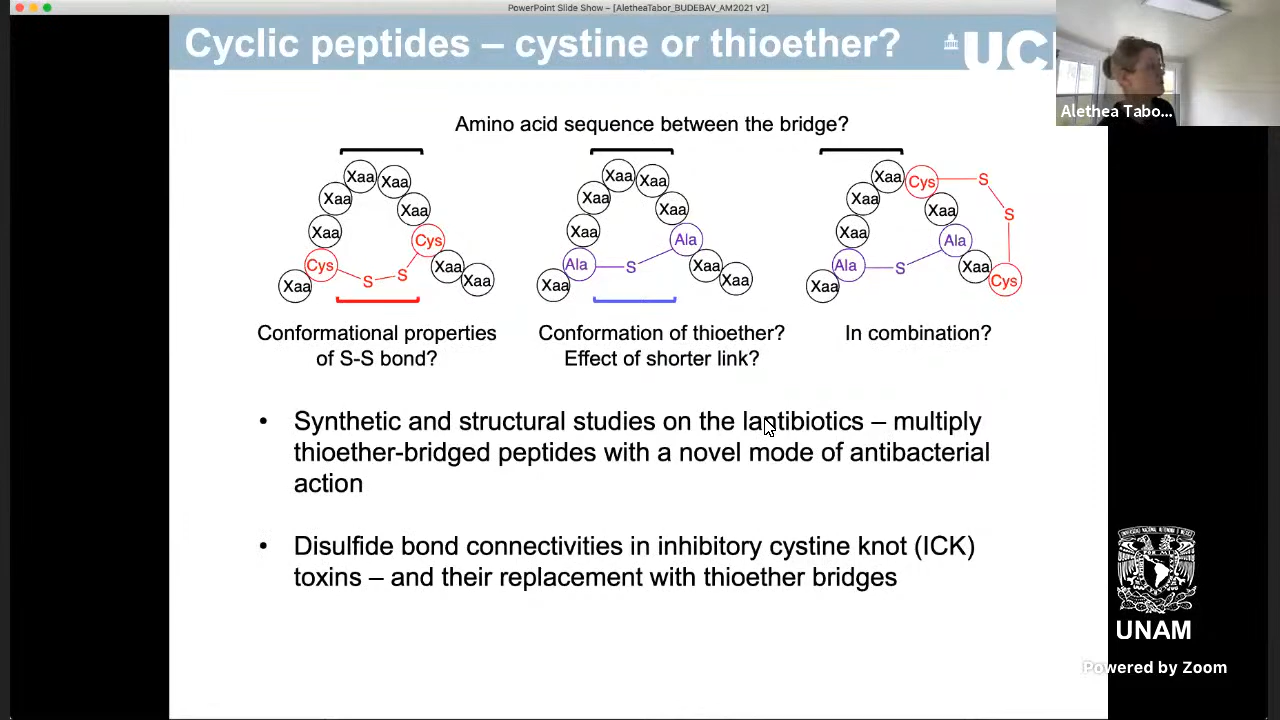 PowerPoint Slide Show – [AletheaTabor_BUDEBAV_AM2021 v2]
Cyclic peptides – cystine or thioether?
UCL
Alethea Tabo...
Amino acid sequence between the bridge?
Xaa Xaa Cys Xaa Xaa Xaa Xaa Cys Xaa Xaa S S
Xaa Ala Xaa Xaa Xaa Xaa Xaa Ala Xaa Xaa S
Xaa Ala Xaa Xaa Xaa Cys Xaa Ala Xaa Cys S S S
Conformational properties
of S-S bond?
Conformation of thioether?
Effect of shorter link?
In combination?
• Synthetic and structural studies on the lantibiotics – multiply
thioether-bridged peptides with a novel mode of antibacterial
action
• Disulfide bond connectivities in inhibitory cystine knot (ICK)
toxins – and their replacement with thioether bridges
UNAM
Powered by Zoom